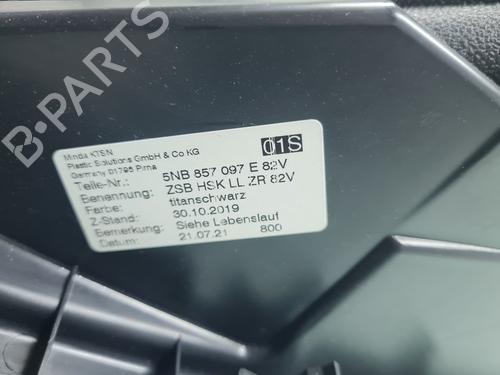 Minda KTSN
Plastic Solutions GmbH & Co KG
Germany 01796 Pirna
01S
Teile-Nr.: 5NB 857 097 E 82V
Benennung: ZSB HSK LL ZR 82V
Farbe: titanschwarz
Z-Stand: 30.10.2019
Bemerkung: Siehe Lebenslauf
Datum: 21.07.21 800
B-PARTS